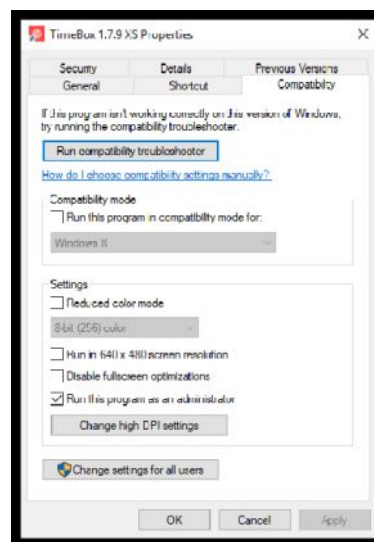 TimeBox 1.7.9 XS Properties
Security Details Previous Versions
General Shortcut Compatibility
If this program isn't working correctly on this version of Windows,
try running the compatibility troubleshooter.
Run compatibility troubleshooter
How do I choose compatibility settings manually?
Compatibility mode
Run this program in compatibility mode for:
Windows 8
Settings
Reduced color mode
8-bit (256) color
Run in 640 x 480 screen resolution
Disable fullscreen optimizations
Run this program as an administrator
Change high DPI settings
Change settings for all users
OK Cancel Apply